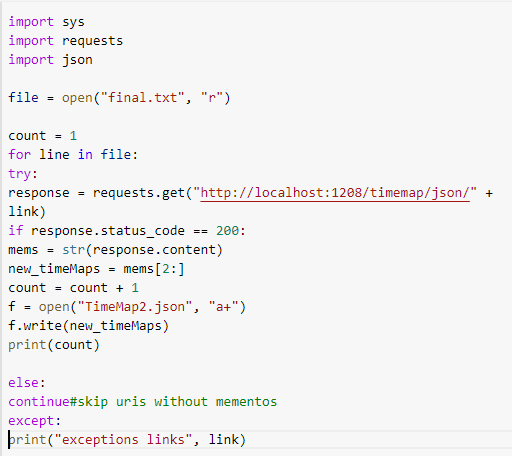 import sys
import requests
import json
file = open("final.txt", "r")
count = 1
for line in file:
try:
response = requests.get("http://localhost:1208/timemap/json/" +
link)
if response.status_code == 200:
mems = str(response.content)
new_timeMaps = mems[2:]
count = count + 1
f = open("TimeMap2.json", "a+")
f.write(new_timeMaps)
print(count)
else:
continue#skip uris without mementos
except:
print("exceptions links", link)